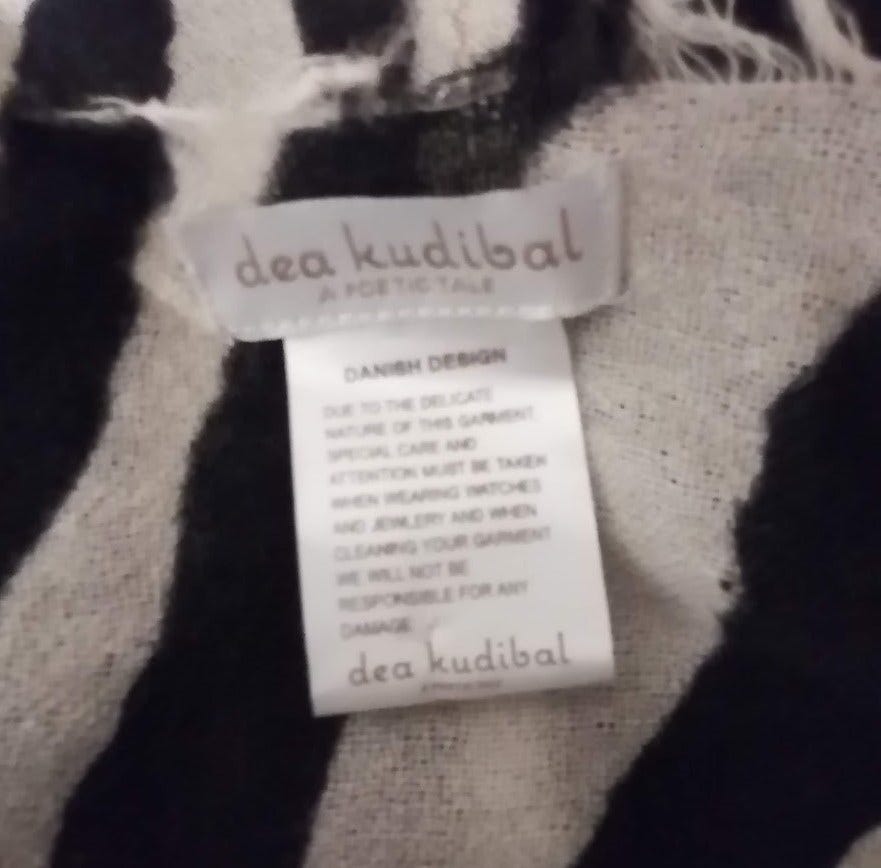 dea kudibal
A POETIC TALE
DANISH DESIGN
DUE TO THE DELICATE
NATURE OF THIS GARMENT
SPECIAL CARE AND
ATTENTION MUST BE TAKEN
WHEN WEARING WATCHES
AND JEWLERY AND WHEN
CLEANING YOUR GARMENT
WE WILL NOT BE
RESPONSIBLE FOR ANY
DAMAGE
dea kudibal